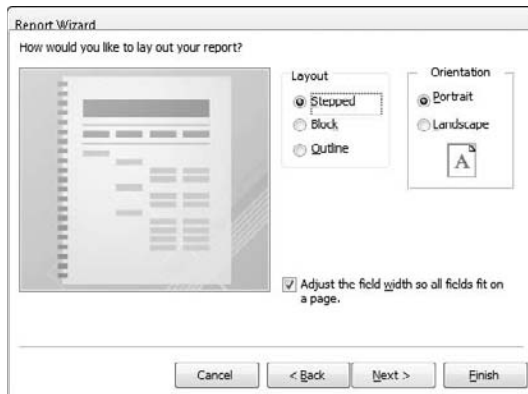 Report Wizard
How would you like to lay out your report?
Layout
Stepped
Block
Outline
Orientation
Portrait
Landscape
A
Adjust the field width so all fields fit on
a page.
Cancel
< Back
Next >
Finish